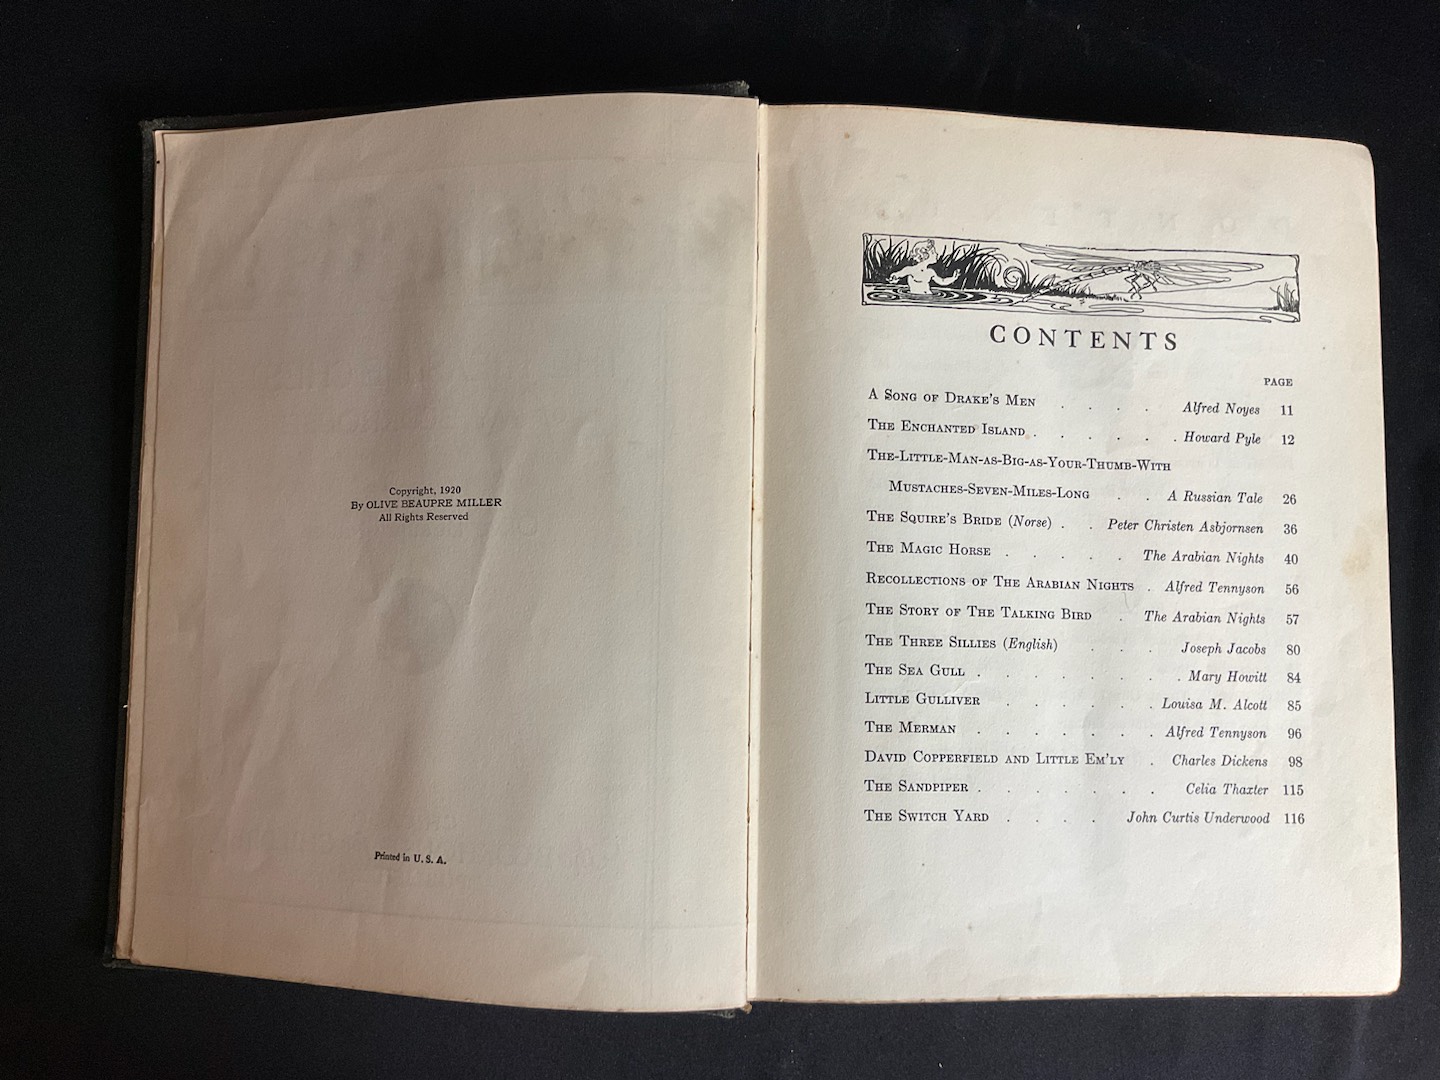 Copyright, 1920
By OLIVE BEAUPRE MILLER
All Rights Reserved
Printed in U. S. A.
CONTENTS
PAGE
A SONG OF DRAKE'S MEN . . . . Alfred Noyes 11
THE ENCHANTED ISLAND . . . . . . Howard Pyle 12
THE-LITTLE-MAN-AS-BIG-AS-YOUR-THUMB-WITH
MUSTACHES-SEVEN-MILES-LONG . . A Russian Tale 26
THE SQUIRE'S BRIDE (Norse) . . Peter Christen Asbjornsen 36
THE MAGIC HORSE . . . . . The Arabian Nights 40
RECOLLECTIONS OF THE ARABIAN NIGHTS . Alfred Tennyson 56
THE STORY OF THE TALKING BIRD . The Arabian Nights 57
THE THREE SILLIES (English) . . . Joseph Jacobs 80
THE SEA GULL . . . . . . . . Mary Howitt 84
LITTLE GULLIVER . . . . . . Louisa M. Alcott 85
THE MERMAN . . . . . . . Alfred Tennyson 96
DAVID COPPERFIELD AND LITTLE EM'LY . Charles Dickens 98
THE SANDPIPER . . . . . . . Celia Thaxter 115
THE SWITCH YARD . . . . John Curtis Underwood 116